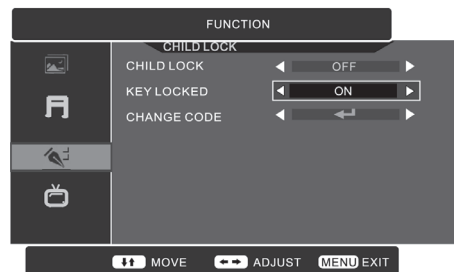 FUNCTION
CHILD LOCK
CHILD LOCK OFF
KEY LOCKED ON
CHANGE CODE
MOVE ADJUST MENU EXIT